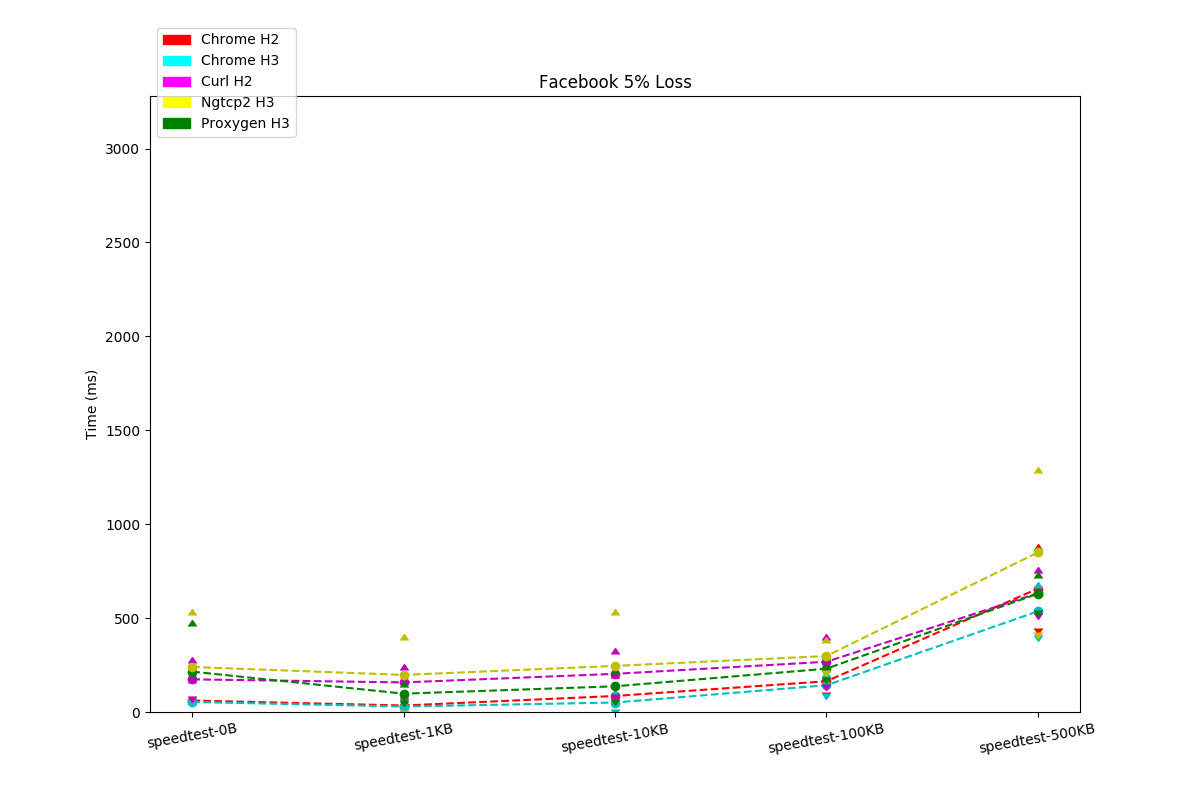 Chrome H2
Chrome H3
Curl H2
Ngtcp2 H3
Proxygen H3
Facebook 5% Loss
3000
2500
2000
1500
1000
500
0
Time (ms)
speedtest-0B
speedtest-1KB
speedtest-10KB
speedtest-100KB
speedtest-500KB